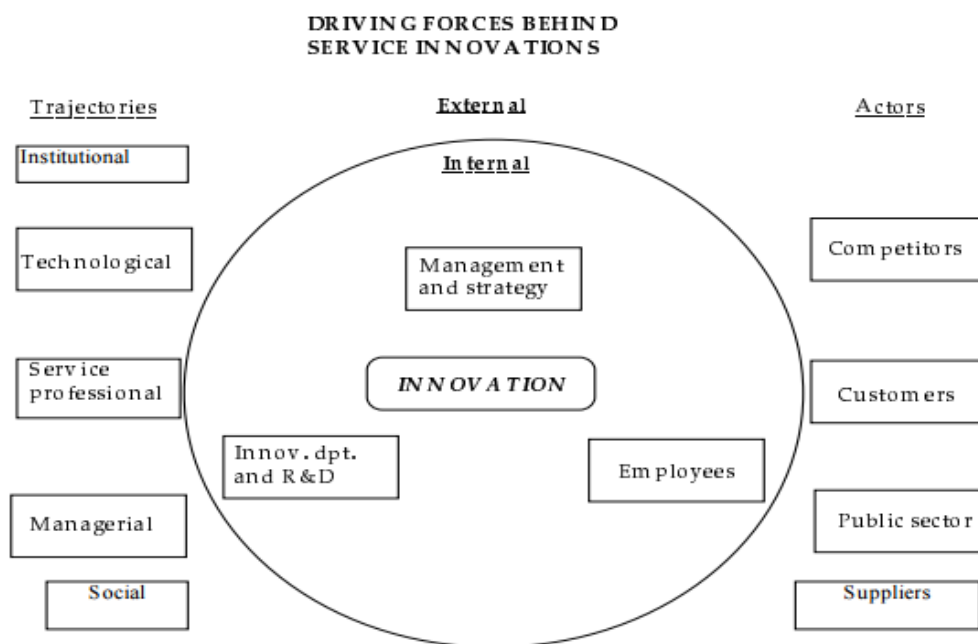 DRIVING FORCES BEHIND
SERVICE INNOVATIONS
Trajectories
External
Actors
Institutional
Internal
Technological
Management
and strategy
Competitors
Service
professional
INNOVATION
Customers
Innov. dpt.
and R&D
Employees
Managerial
Public sector
Social
Suppliers